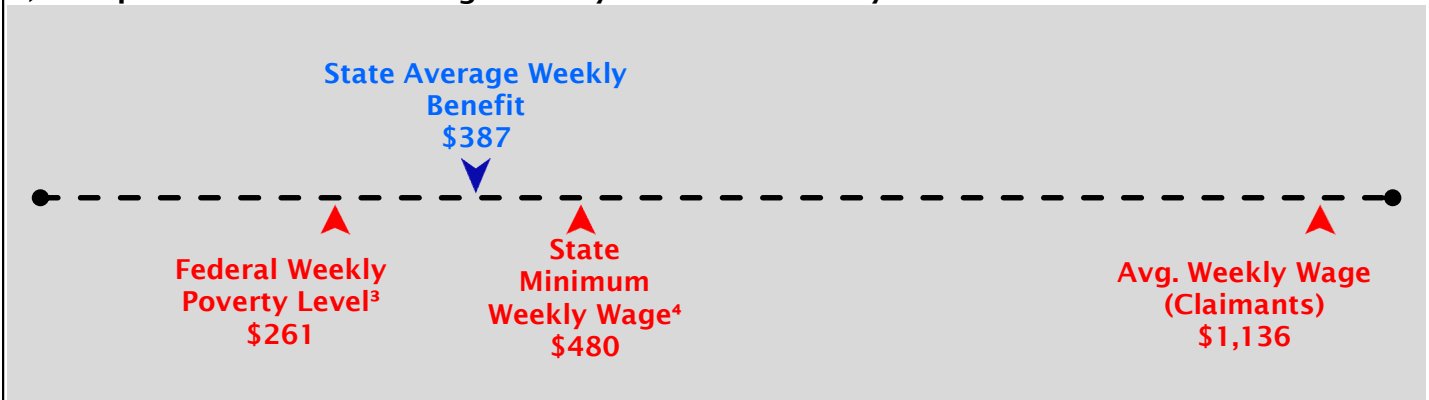 State Average Weekly
Benefit
$387
Federal Weekly
Poverty Level³
$261
State
Minimum
Weekly Wage⁴
$480
Avg. Weekly Wage
(Claimants)
$1,136